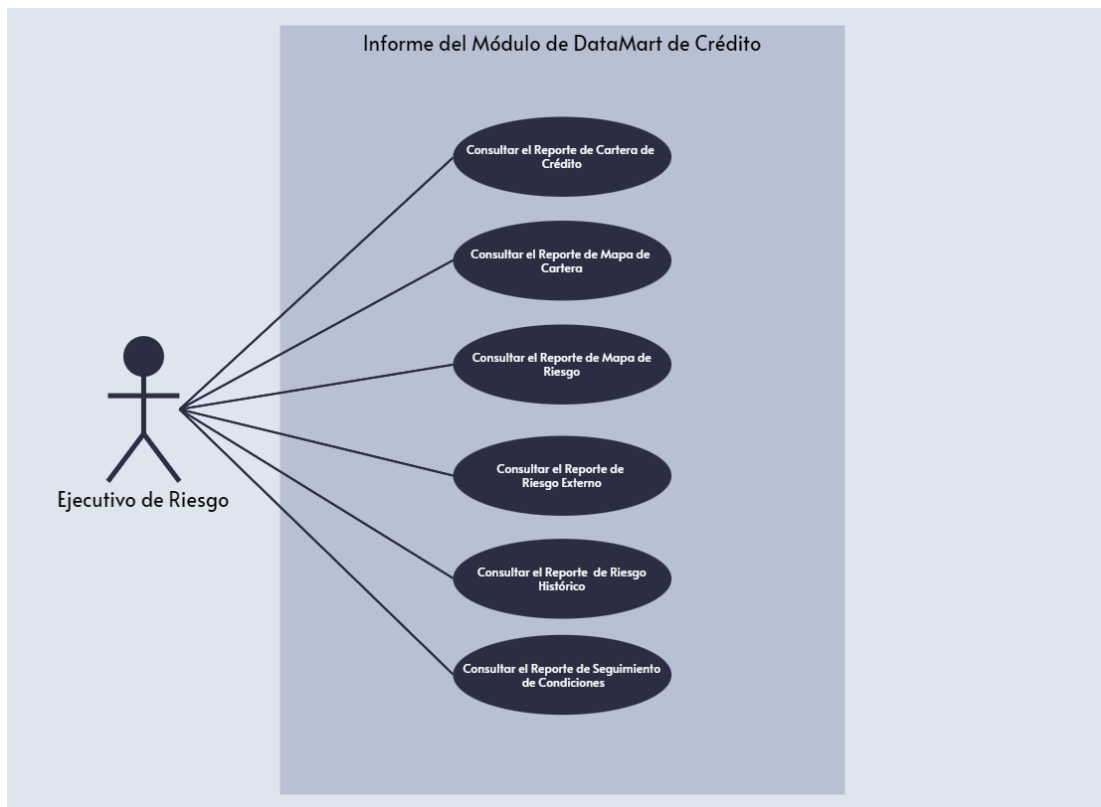 Informe del Módulo de DataMart de Crédito
Consultar el Reporte de Cartera de
Crédito
Consultar el Reporte de Mapa de
Cartera
Consultar el Reporte de Mapa de
Riesgo
Consultar el Reporte de
Riesgo Externo
Ejecutivo de Riesgo
Consultar el Reporte de Riesgo
Histórico
Consultar el Reporte de Seguimiento
de Condiciones